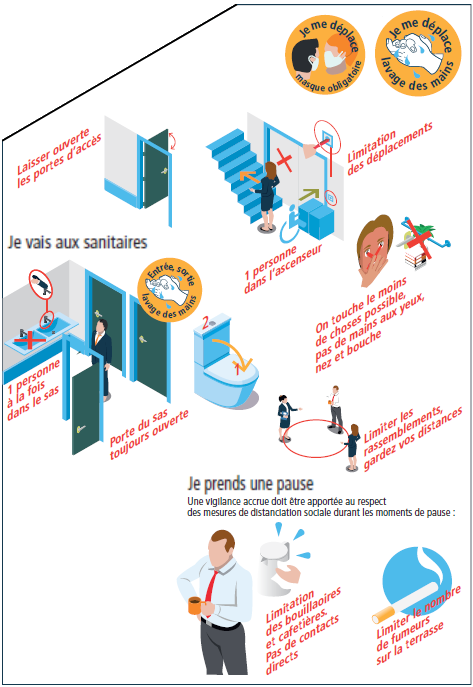 Je me déplace
masque obligatoire
Je me déplace
lavage des mains
Laisser ouverte
les portes d'accès
Limitation
des déplacements
1 personne
dans l'ascenseur
Je vais aux sanitaires
Entrée, sortie
lavage des mains
On touche le moins
de choses possible,
pas de mains aux yeux,
nez et bouche
2
1
1 personne
à la fois
dans le sas
Porte du sas
toujours ouverte
Limiter les
rassemblements,
gardez vos distances
Je prends une pause
Une vigilance accrue doit être apportée au respect
des mesures de distanciation sociale durant les moments de pause :
Limitation
des bouillaoires
et cafetières.
Pas de contacts
directs
Limiter le nombre
de fumeurs
sur la terrasse